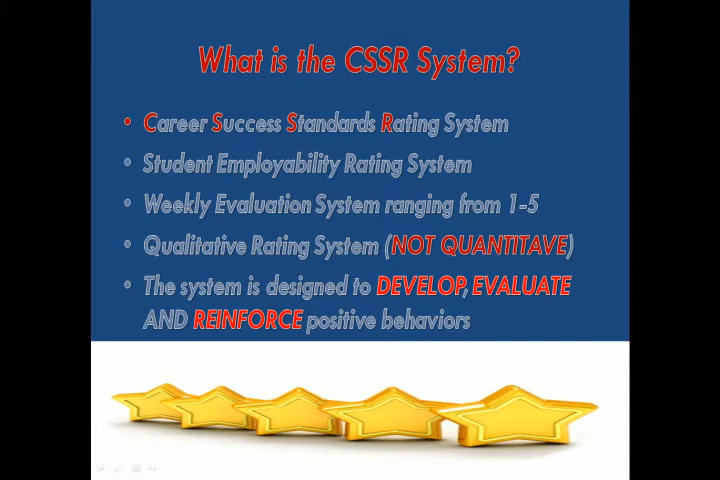 What is the CSSR System?
• Career Success Standards Rating System
• Student Employability Rating System
• Weekly Evaluation System ranging from 1-5
• Qualitative Rating System (NOT QUANTITAVE)
• The system is designed to DEVELOP, EVALUATE
AND REINFORCE positive behaviors